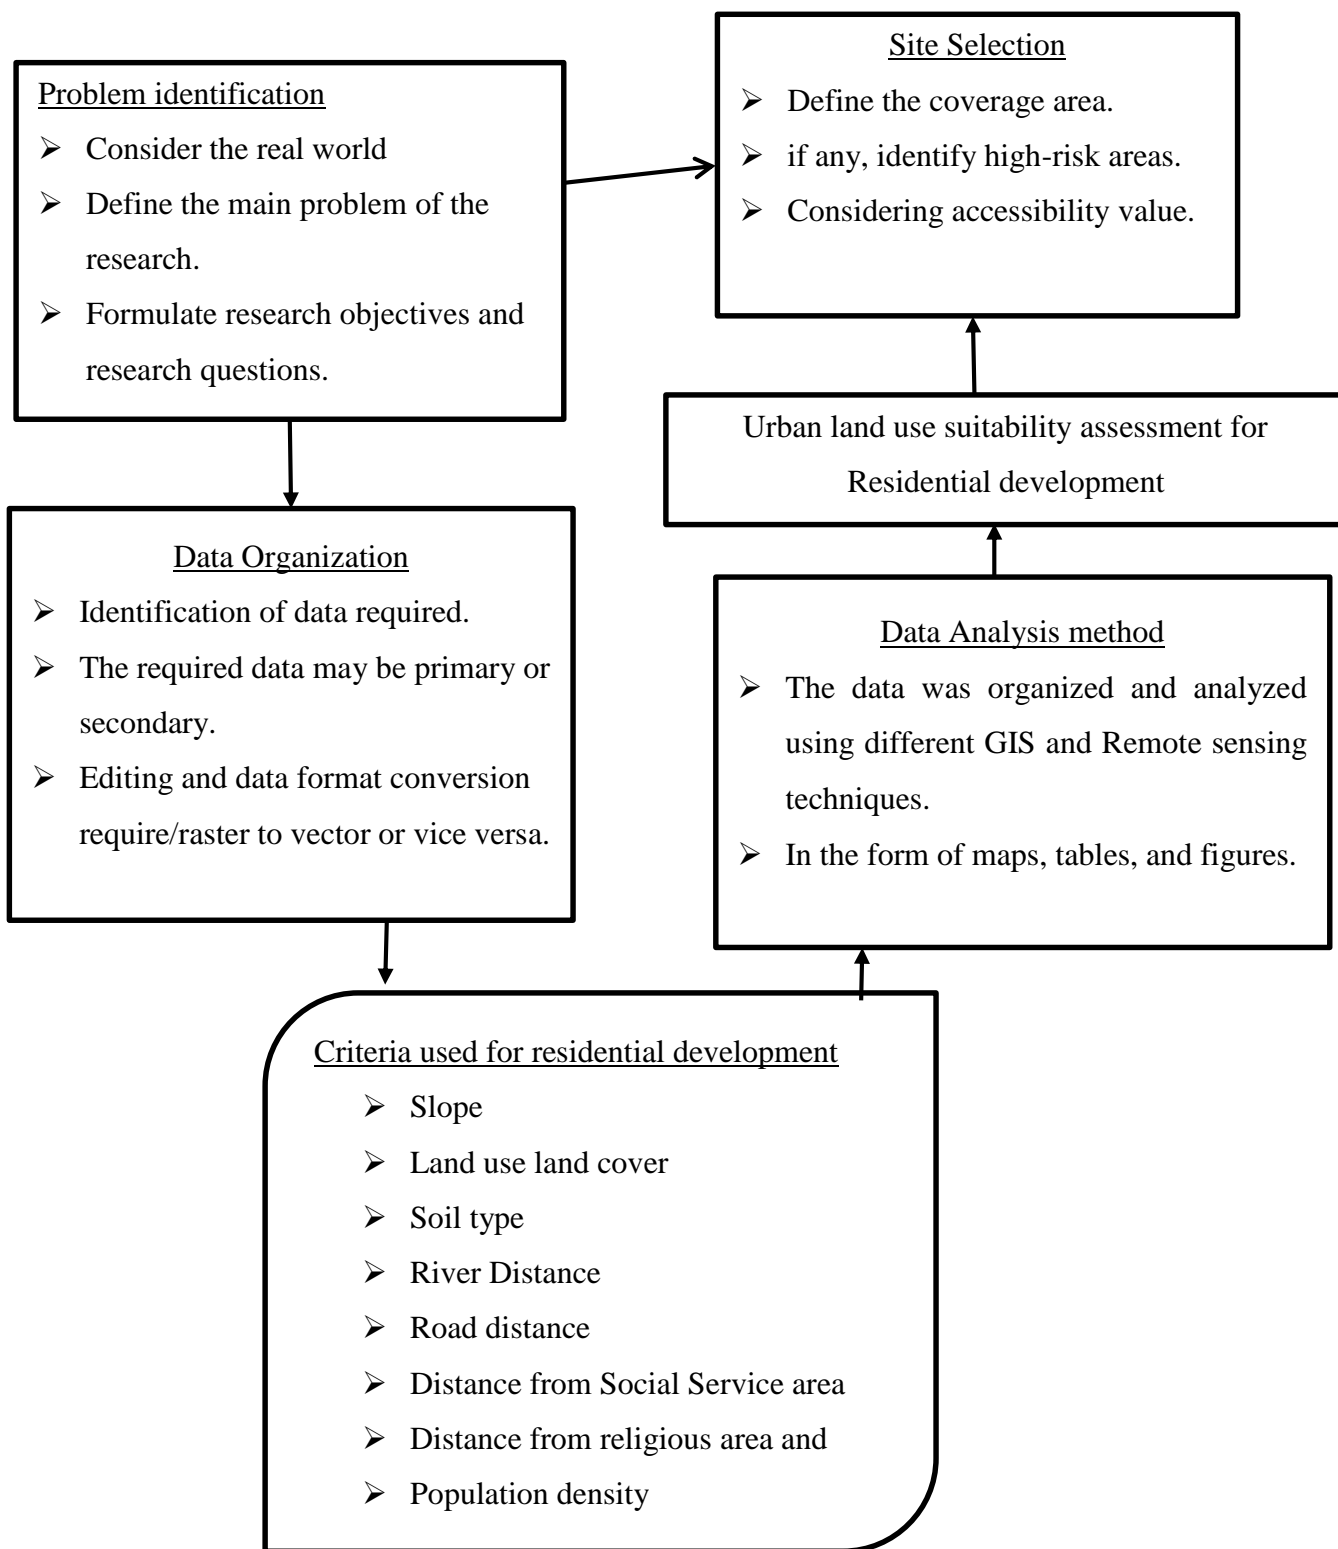 Problem identification
➢ Consider the real world
➢ Define the main problem of the
research.
➢ Formulate research objectives and
research questions.
Site Selection
➢ Define the coverage area.
➢ if any, identify high-risk areas.
➢ Considering accessibility value.
Data Organization
➢ Identification of data required.
➢ The required data may be primary or
secondary.
➢ Editing and data format conversion
require/raster to vector or vice versa.
Urban land use suitability assessment for
Residential development
Data Analysis method
➢ The data was organized and analyzed
using different GIS and Remote sensing
techniques.
➢ In the form of maps, tables, and figures.
Criteria used for residential development
➢ Slope
➢ Land use land cover
➢ Soil type
➢ River Distance
➢ Road distance
➢ Distance from Social Service area
➢ Distance from religious area and
➢ Population density